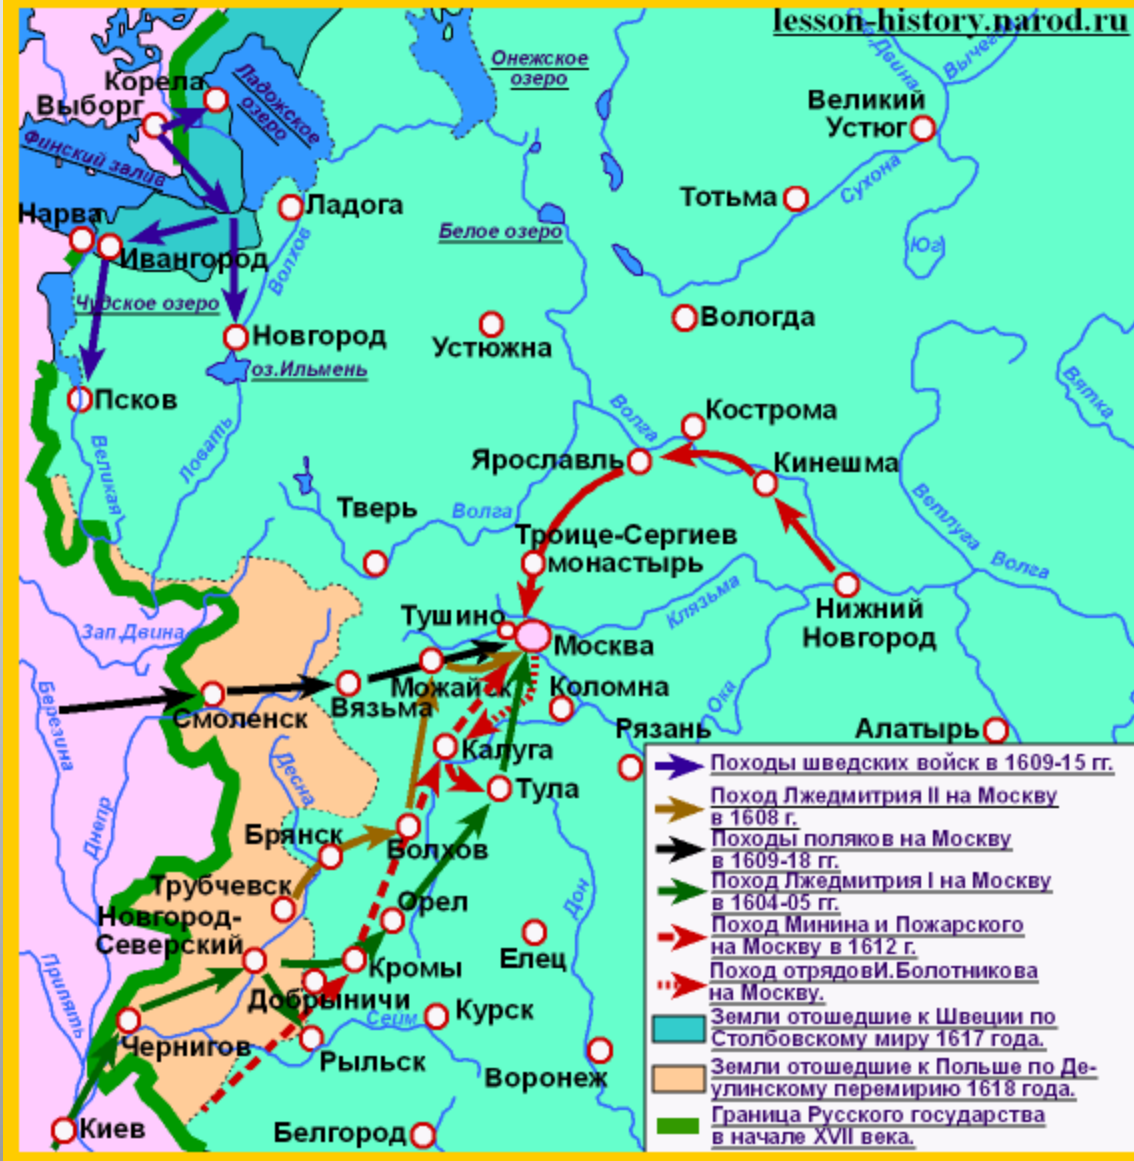 lesson-history.narod.ru
Онежское
озеро
Вычегда
Корела
Ладожское
озеро
Выборг
Великий
Устюг
Финский залив
Сухона
Тотьма
Ладога
Нарва
Белое озеро
Юг
Ивангород
Волхов
Чудское озеро
Вологда
Новгород
Устюжна
оз.Ильмень
Вятка
Псков
Волга
Кострома
Ловать
Великая
Ярославль
Кинешма
Тверь
Волга
Ветлуга
Троице-Сергиев
монастырь
Волга
Клязьма
Тушино
Нижний
Новгород
Зап.Двина
Москва
Можайск
Коломна
Березина
Вязьма
Смоленск
Ока
Рязань
Алатырь
Калуга
Десна
Тула
Днепр
Брянск
Болхов
Трубчевск
Орел
Дон
Новгород-
Северский
Елец
Кромы
Припять
Добрыничи
Сейм
Курск
Чернигов
Рыльск
Воронеж
Киев
Белгород
Походы шведских войск в 1609-15 гг.
Поход Лжедмитрия II на Москву
в 1608 г.
Походы поляков на Москву
в 1609-18 гг.
Поход Лжедмитрия I на Москву
в 1604-05 гг.
Поход Минина и Пожарского
на Москву в 1612 г.
Поход отрядовИ.Болотникова
на Москву.
Земли отошедшие к Швеции по
Столбовскому миру 1617 года.
Земли отошедшие к Польше по Де-
улинскому перемирию 1618 года.
Граница Русского государства
в начале XVII века.